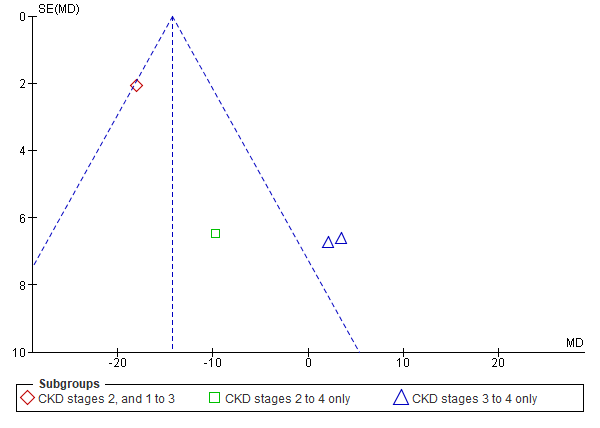 SE(MD)
0
2
4
6
8
10
-20
-10
0
10
20
MD
Subgroups
CKD stages 2, and 1 to 3
CKD stages 2 to 4 only
CKD stages 3 to 4 only